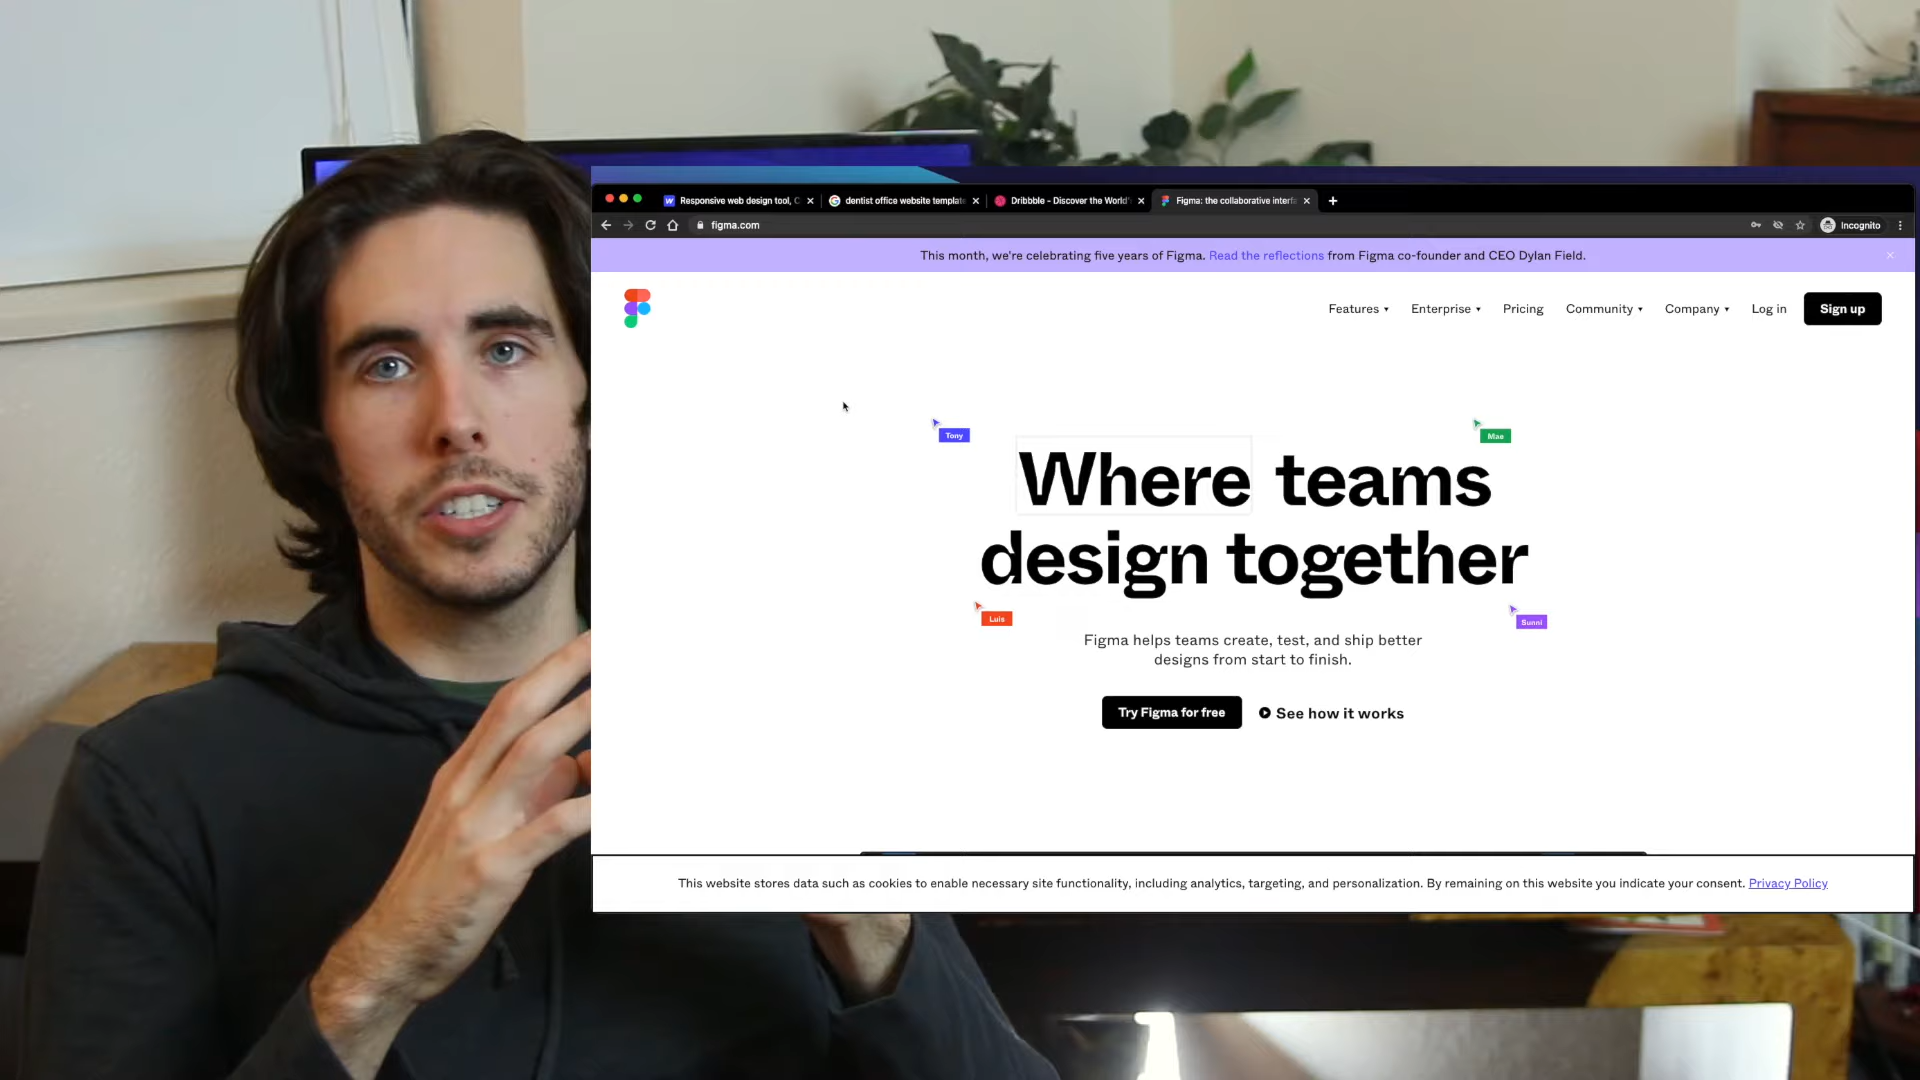 Responsive web design tool, C
dentist office website templat
Dribbble - Discover the World'
Figma: the collaborative interfa
figma.com
Incognito
This month, we're celebrating five years of Figma. Read the reflections from Figma co-founder and CEO Dylan Field.
Features
Enterprise
Pricing
Community
Company
Log in
Sign up
Tony
Mae
Where teams
design together
Luis
Sunni
Figma helps teams create, test, and ship better
designs from start to finish.
Try Figma for free
See how it works
This website stores data such as cookies to enable necessary site functionality, including analytics, targeting, and personalization. By remaining on this website you indicate your consent. Privacy Policy